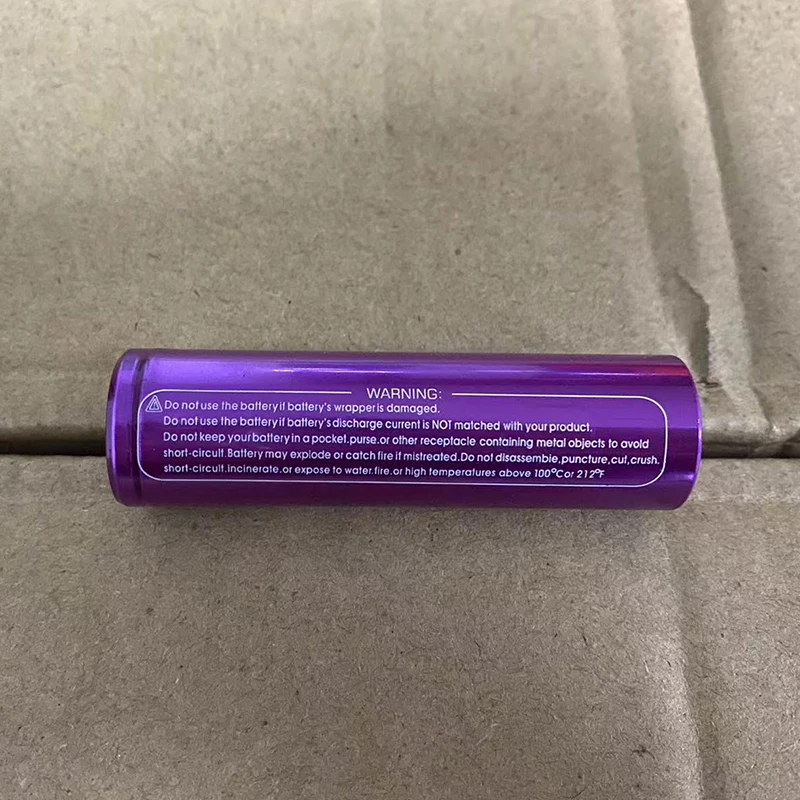 WARNING:
Do not use the battery if battery's wrapper is damaged.
Do not use the battery if battery's discharge current is NOT matched with your product.
Do not keep your battery in a pocket.purse.or other receptacle containing metal objects to avoid
short-circuit.Battery may explode or catch fire if mistreated.Do not disassemble,puncture,cut,crush.
short-circuit.incinerate.or expose to water.fire.or high temperatures above 100°C or 212°F